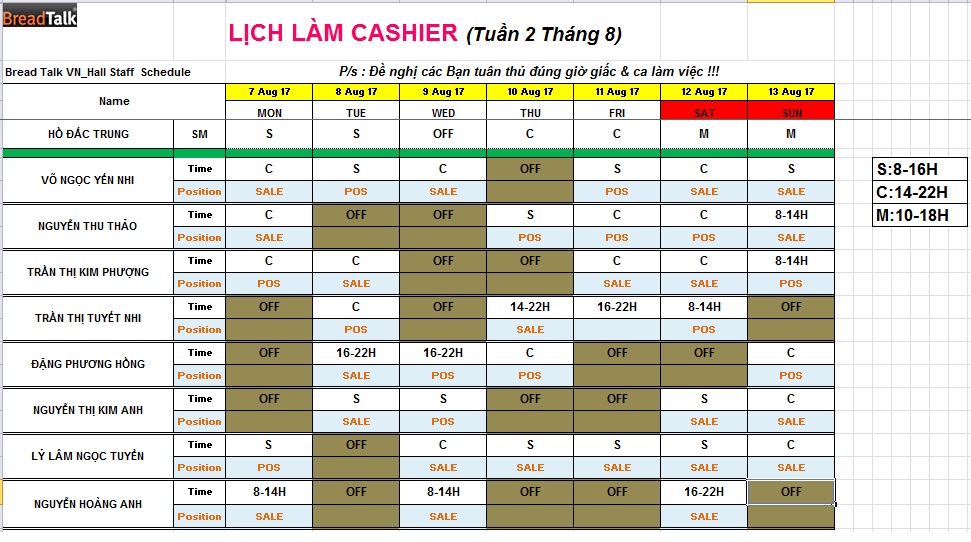 BreadTalk
LỊCH LÀM CASHIER (Tuần 2 Tháng 8)
Bread Talk VN_Hall Staff Schedule P/s : Đề nghị các Bạn tuân thủ đúng giờ giấc & ca làm việc !!!
Name 7 Aug 17 8 Aug 17 9 Aug 17 10 Aug 17 11 Aug 17 12 Aug 17 13 Aug 17
MON TUE WED THU FRI SAT SUN
HỒ ĐẮC TRUNG SM S S OFF C C M M
VÕ NGỌC YẾN NHI Time C S C OFF S C S
Position SALE POS SALE POS SALE SALE
S:8-16H
C:14-22H
M:10-18H
NGUYỄN THU THẢO Time C OFF OFF S C C 8-14H
Position SALE POS POS POS SALE
TRẦN THỊ KIM PHƯỢNG Time C C OFF OFF C C 8-14H
Position POS SALE SALE SALE POS
TRẦN THỊ TUYẾT NHI Time OFF C OFF 14-22H 16-22H 8-14H OFF
Position POS SALE POS
ĐẶNG PHƯƠNG HỒNG Time OFF 16-22H 16-22H C OFF OFF C
Position SALE POS POS POS
NGUYỄN THỊ KIM ANH Time OFF S S OFF OFF S C
Position SALE POS SALE SALE
LÝ LÂM NGỌC TUYỀN Time S OFF C S S S C
Position POS SALE SALE SALE SALE SALE
NGUYỄN HOÀNG ANH Time 8-14H OFF 8-14H OFF OFF 16-22H OFF
Position SALE SALE SALE